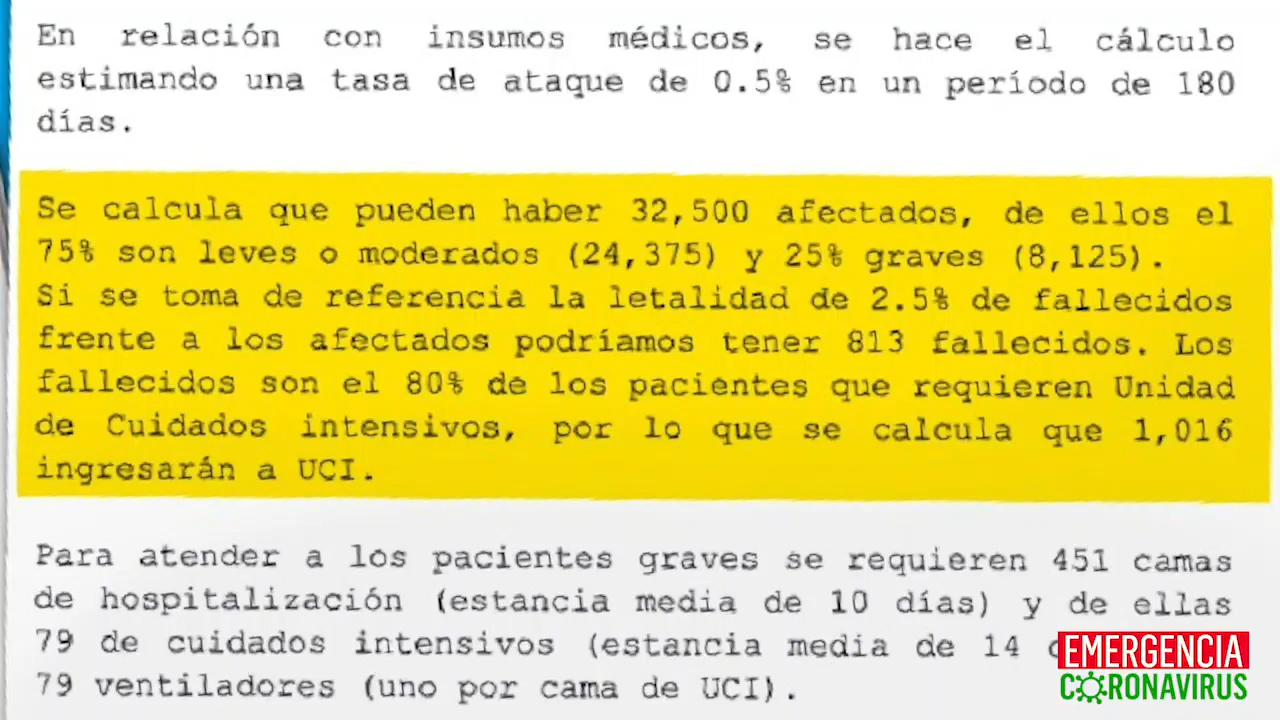 En relación con insumos médicos, se hace el cálculo
estimando una tasa de ataque de 0.5% en un período de 180
días.
Se calcula que pueden haber 32,500 afectados, de ellos el
75% son leves o moderados (24,375) y 25% graves (8,125).
Si se toma de referencia la letalidad de 2.5% de fallecidos
frente a los afectados podríamos tener 813 fallecidos. Los
fallecidos son el 80% de los pacientes que requieren Unidad
de Cuidados intensivos, por lo que se calcula que 1,016
ingresarán a UCI.
Para atender a los pacientes graves se requieren 451 camas
de hospitalización (estancia media de 10 días) y de ellas
79 de cuidados intensivos (estancia media de 14
79 ventiladores (uno por cama de UCI).
EMERGENCIA
CORONAVIRUS